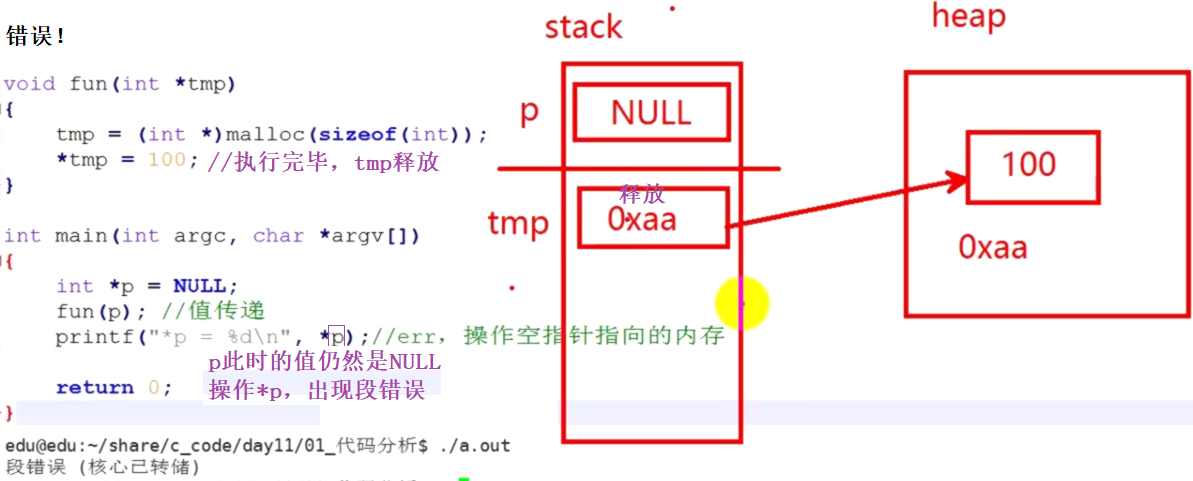 错误！
void fun(int *tmp)
{
tmp = (int *)malloc(sizeof(int));
*tmp = 100; //执行完毕，tmp释放
}
int main(int argc, char *argv[])
{
int *p = NULL;
fun(p); //值传递
printf("*p = %d\n", *p);//err，操作空指针指向的内存
p此时的值仍然是NULL
操作*p，出现段错误
return 0;
}
edu@edu:~/share/c_code/day11/01_代码分析$ ./a.out
段错误 (核心已转储)
stack
p
NULL
释放
tmp
0xaa
heap
100
0xaa